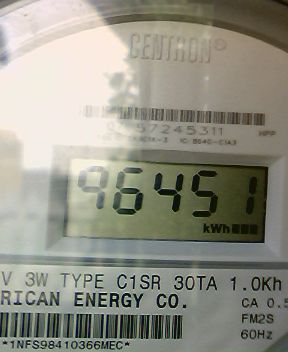 CENTRON®
57245311
HPP
96451
kWh
V 3W TYPE C1SR 30TA 1.0Kh
RICAN ENERGY CO.
CA 0.5
FM2S
*1NFS98410366MEC*
60Hz